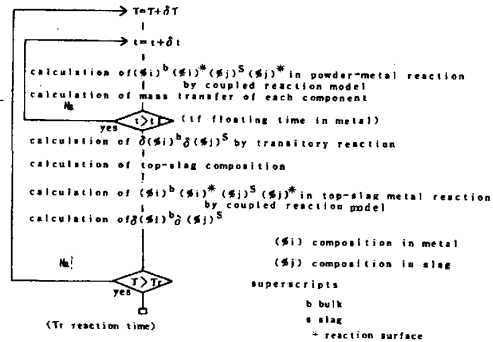 T=T+δT
t=t+δt
calculation of(%i)b (%i)* (%j)S (%j)* in powder-metal reaction
by coupled reaction model
calculation of mass transfer of each component
No
t>tf (tf floating time in metal)
yes
calculation of δ(%i)b δ(%j)S by transitory reaction
calculation of top-slag composition
calculation of (%i)b (%i)* (%j)S (%j)* in top-slag metal reaction
by coupled reaction model
calculation of δ(%i)b δ(%j)S
(%i) composition in metal
(%j) composition in slag
No
T>Tr
yes
superscripts
b bulk
s slag
* reaction surface
(Tr reaction time)